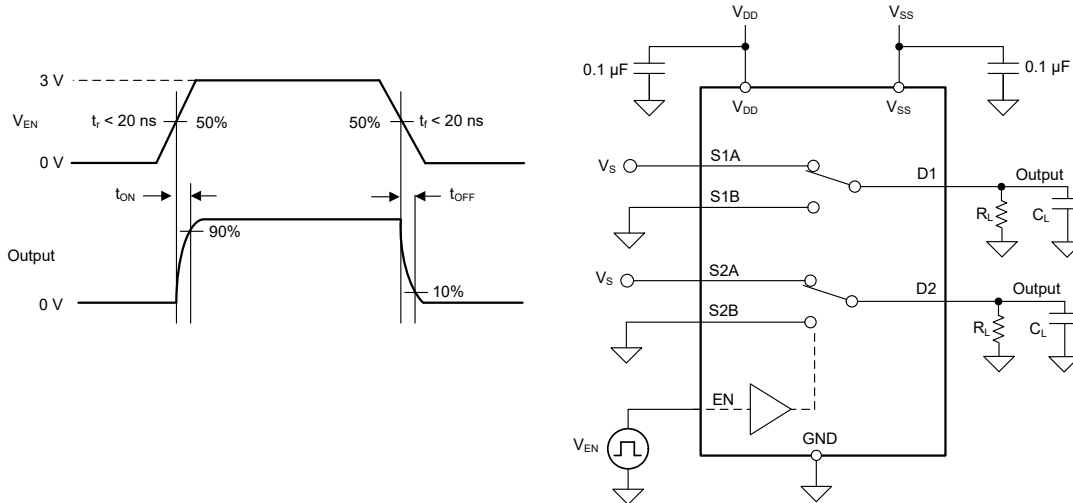 3 V
V_EN
t_r < 20 ns
50%
50%
t_f < 20 ns
0 V
t_ON
t_OFF
90%
Output
10%
0 V
V_DD
V_SS
0.1 µF
0.1 µF
V_DD
V_SS
V_S
S1A
D1
Output
S1B
R_L
C_L
V_S
S2A
D2
Output
S2B
R_L
C_L
EN
V_EN
GND